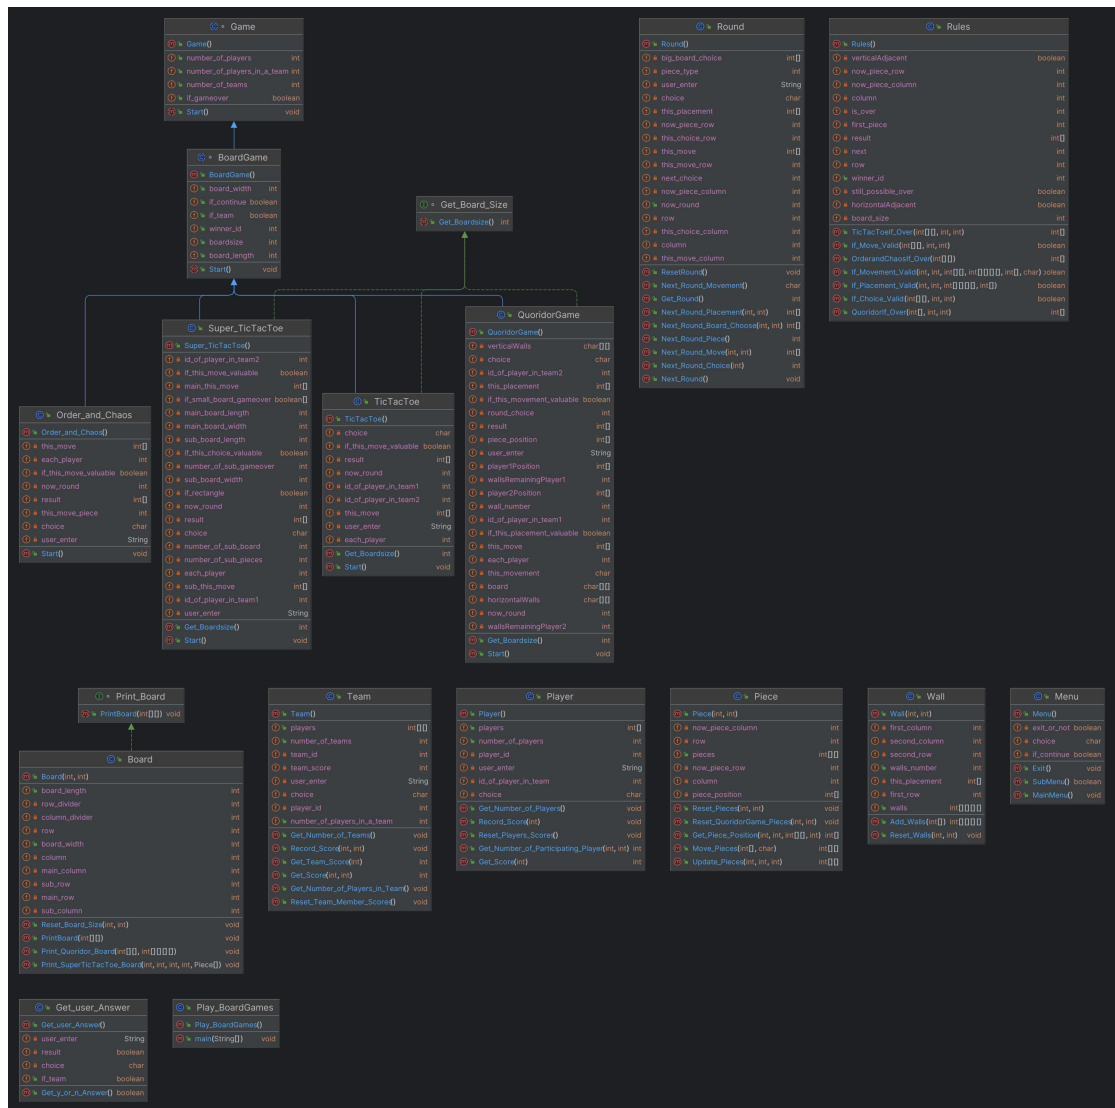 Game
Game()
number_of_players int
number_of_players_in_a_team int
number_of_teams int
if_gameover boolean
Start() void
Round
Round()
big_board_choice int[]
piece_type int
user_enter String
choice char
this_placement int[]
now_piece_row int
this_choice_row int
this_move int[]
this_move_row int
next_choice int
now_piece_column int
now_round int
row int
this_choice_column int
column int
this_move_column int
ResetRound() void
Next_Round_Movement() char
Get_Round() int
Next_Round_Placement(int, int) int[]
Next_Round_Board_Choose(int, int) int[]
Next_Round_Piece() int
Next_Round_Move(int, int) int[]
Next_Round_Choice(int) int
Next_Round() void
Rules
Rules()
verticalAdjacent boolean
now_piece_row int
now_piece_column int
column int
is_over int
first_piece int
result int[]
next int
row int
winner_id int
still_possible_over boolean
horizontalAdjacent boolean
board_size int
TicTacToeIf_Over(int[][], int, int) int[]
If_Move_Valid(int[][], int, int) boolean
OrderandChaosIf_Over(int[][]) int[]
If_Movement_Valid(int, int, int[][], int[][][][], int[], char)
If_Placement_Valid(int, int, int[][][][], int[]) boolean
If_Choice_Valid(int[], int, int) boolean
QuoridorIf_Over(int[], int, int) int[]
BoardGame
BoardGame()
board_width int
if_continue boolean
if_team boolean
winner_id int
boardsize int
board_length int
Start() void
Get_Board_Size
Get_Boardsize() int
Order_and_Chaos
Order_and_Chaos()
this_move int[]
each_player int
if_this_move_valuable boolean
now_round int
result int[]
this_move_piece int
choice char
user_enter String
Start() void
Super_TicTacToe
Super_TicTacToe()
id_of_player_in_team2 int
if_this_move_valuable boolean
main_this_move int[]
if_small_board_gameover boolean[]
main_board_length int
main_board_width int
sub_board_length int
if_this_choice_valuable boolean
number_of_sub_gameover int
sub_board_width int
if_rectangle boolean
now_round int
result int[]
choice char
number_of_sub_board int
number_of_sub_pieces int
each_player int
sub_this_move int[]
id_of_player_in_team1 int
user_enter String
Get_Boardsize() int
Start() void
TicTacToe
TicTacToe()
choice char
if_this_move_valuable boolean
result int[]
now_round int
id_of_player_in_team1 int
id_of_player_in_team2 int
this_move int[]
user_enter String
each_player int
Get_Boardsize() int
Start() void
QuoridorGame
QuoridorGame()
verticalWalls char[][]
choice char
id_of_player_in_team2 int
this_placement int[]
if_this_movement_valuable boolean
round_choice int
result int[]
piece_position int[]
user_enter String
player1Position int[]
wallsRemainingPlayer1 int
player2Position int[]
wall_number int
id_of_player_in_team1 int
if_this_placement_valuable boolean
this_move int[]
each_player int
this_movement char
board char[][]
horizontalWalls char[][]
now_round int
wallsRemainingPlayer2 int
Get_Boardsize() int
Start() void
Print_Board
PrintBoard(int[][]) void
Board
Board(int, int)
board_length int
row_divider int
column_divider int
row int
board_width int
column int
main_column int
sub_row int
main_row int
sub_column int
Reset_Board_Size(int, int) void
PrintBoard(int[][]) void
Print_Quoridor_Board(int[][], int[][][][]) void
Print_SuperTicTacToe_Board(int, int, int, int, Piece[]) void
Team
Team()
players int[][]
number_of_teams int
team_id int
team_score int
user_enter String
choice char
player_id int
number_of_players_in_a_team int
Get_Number_of_Teams() void
Record_Score(int, int) void
Get_Team_Score(int) int
Get_Score(int, int) int
Get_Number_of_Players_in_Team() void
Reset_Team_Member_Scores() void
Player
Player()
players int[]
number_of_players int
player_id int
user_enter String
id_of_player_in_team int
choice char
Get_Number_of_Players() void
Record_Score(int) void
Reset_Players_Scores() void
Get_Number_of_Participating_Player(int, int) int
Get_Score(int) int
Piece
Piece(int, int)
now_piece_column int
row int
pieces int[][]
now_piece_row int
column int
piece_position int[]
Reset_Pieces(int, int) void
Reset_QuoridorGame_Pieces(int, int) void
Get_Piece_Position(int, int, int[][], int) int[]
Move_Pieces(int[], char) int[][]
Update_Pieces(int, int) int[][]
Wall
Wall(int, int)
first_column int
second_column int
second_row int
walls_number int
this_placement int[]
first_row int
walls int[][][][]
Add_Walls(int[]) int[][][][]
Reset_Walls(int, int) void
Menu
Menu()
exit_or_not boolean
choice char
if_continue boolean
Exit() void
SubMenu() boolean
MainMenu() void
Get_user_Answer
Get_user_Answer()
user_enter String
result boolean
choice char
if_team boolean
Get_y_or_n_Answer() boolean
Play_BoardGames
Play_BoardGames()
main(String[]) void